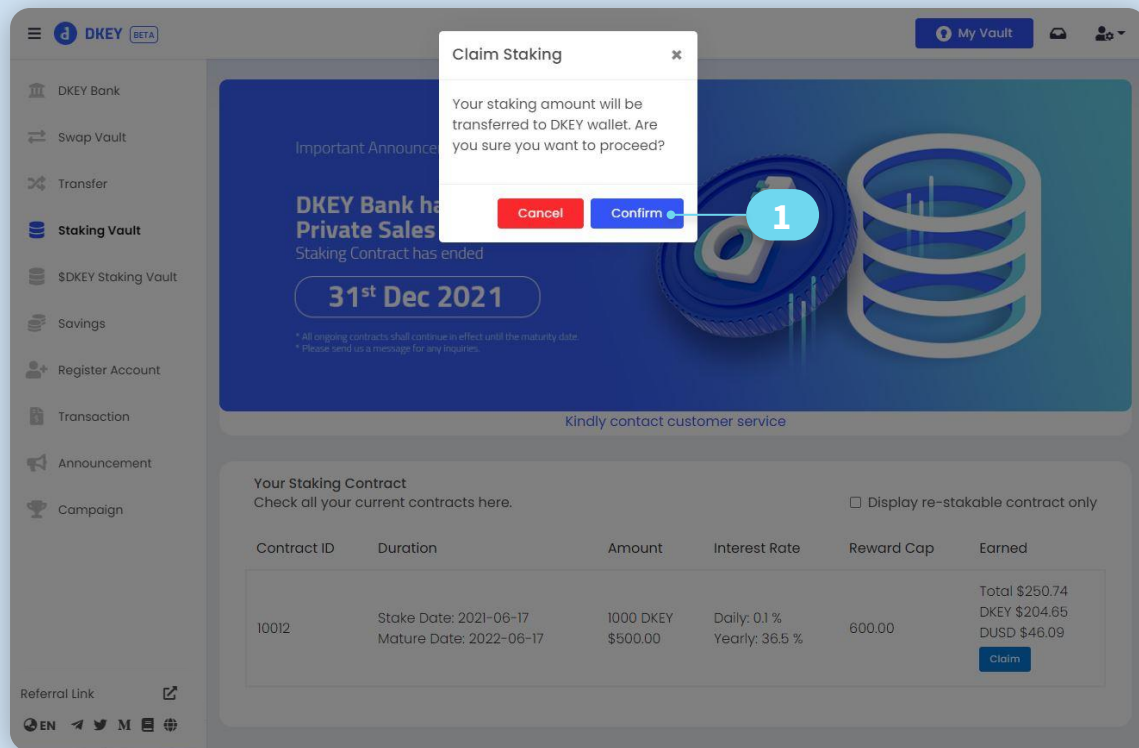 DKEY BETA
My Vault
Claim Staking
Your staking amount will be
transferred to DKEY wallet. Are
you sure you want to proceed?
Cancel
Confirm
1
DKEY Bank
Swap Vault
Transfer
Staking Vault
$DKEY Staking Vault
Savings
Register Account
Transaction
Announcement
Campaign
Referral Link
EN
Important Announce
DKEY Bank ha
Private Sales
Staking Contract has ended
31st Dec 2021
* All ongoing contracts shall continue in effect until the maturity date.
* Please send us a message for any inquiries.
Kindly contact customer service
Your Staking Contract
Check all your current contracts here.
Display re-stakable contract only
Contract ID Duration Amount Interest Rate Reward Cap Earned
10012
Stake Date: 2021-06-17
Mature Date: 2022-06-17
1000 DKEY
$500.00
Daily: 0.1 %
Yearly: 36.5 %
600.00
Total $250.74
DKEY $204.65
DUSD $46.09
Claim